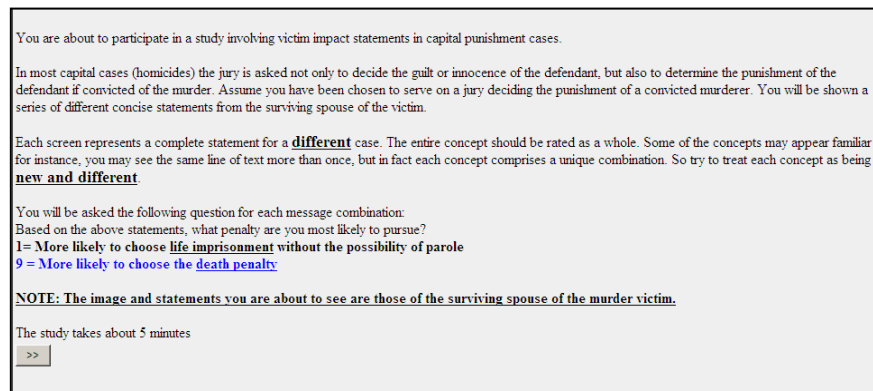 You are about to participate in a study involving victim impact statements in capital punishment cases.
In most capital cases (homicides) the jury is asked not only to decide the guilt or innocence of the defendant, but also to determine the punishment of the
defendant if convicted of the murder. Assume you have been chosen to serve on a jury deciding the punishment of a convicted murderer. You will be shown a
series of different concise statements from the surviving spouse of the victim.
Each screen represents a complete statement for a different case. The entire concept should be rated as a whole. Some of the concepts may appear familiar
for instance, you may see the same line of text more than once, but in fact each concept comprises a unique combination. So try to treat each concept as being
new and different.
You will be asked the following question for each message combination:
Based on the above statements, what penalty are you most likely to pursue?
1= More likely to choose life imprisonment without the possibility of parole
9 = More likely to choose the death penalty
NOTE: The image and statements you are about to see are those of the surviving spouse of the murder victim.
The study takes about 5 minutes
>>